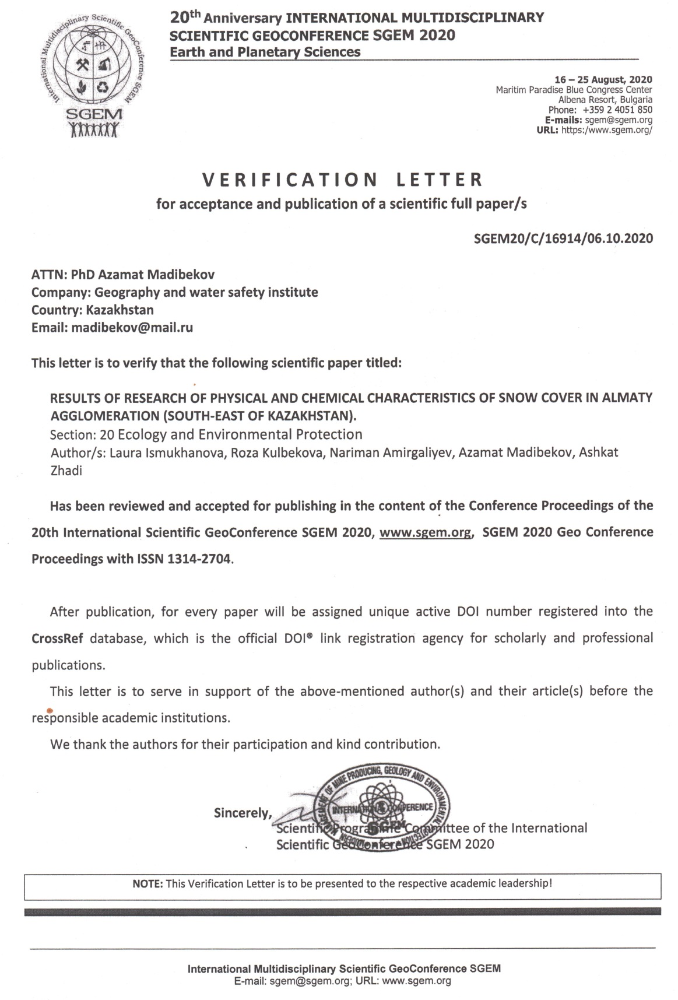 International Multidisciplinary Scientific GeoConference SGEM
SGEM
20th Anniversary INTERNATIONAL MULTIDISCIPLINARY
SCIENTIFIC GEOCONFERENCE SGEM 2020
Earth and Planetary Sciences
16 – 25 August, 2020
Maritim Paradise Blue Congress Center
Albena Resort, Bulgaria
Phone: +359 2 4051 850
E-mails: sgem@sgem.org
URL: https:/www.sgem.org/
VERIFICATION LETTER
for acceptance and publication of a scientific full paper/s
SGEM20/C/16914/06.10.2020
ATTN: PhD Azamat Madibekov
Company: Geography and water safety institute
Country: Kazakhstan
Email: madibekov@mail.ru
This letter is to verify that the following scientific paper titled:
RESULTS OF RESEARCH OF PHYSICAL AND CHEMICAL CHARACTERISTICS OF SNOW COVER IN ALMATY
AGGLOMERATION (SOUTH-EAST OF KAZAKHSTAN).
Section: 20 Ecology and Environmental Protection
Author/s: Laura Ismukhanova, Roza Kulbekova, Nariman Amirgaliyev, Azamat Madibekov, Ashkat
Zhadi
Has been reviewed and accepted for publishing in the content of the Conference Proceedings of the
20th International Scientific GeoConference SGEM 2020, www.sgem.org, SGEM 2020 Geo Conference
Proceedings with ISSN 1314-2704.
After publication, for every paper will be assigned unique active DOI number registered into the
CrossRef database, which is the official DOI® link registration agency for scholarly and professional
publications.
This letter is to serve in support of the above-mentioned author(s) and their article(s) before the
responsible academic institutions.
We thank the authors for their participation and kind contribution.
Sincerely,
MODERN MANAGEMENT OF MINE PRODUCING, GEOLOGY AND ENVIRONMENTAL PROTECTION
INTERNATIONAL CONFERENCE
SGEM
Scientific Programme Committee of the International
Scientific GeoConference SGEM 2020
NOTE: This Verification Letter is to be presented to the respective academic leadership!
International Multidisciplinary Scientific GeoConference SGEM
E-mail: sgem@sgem.org; URL: www.sgem.org